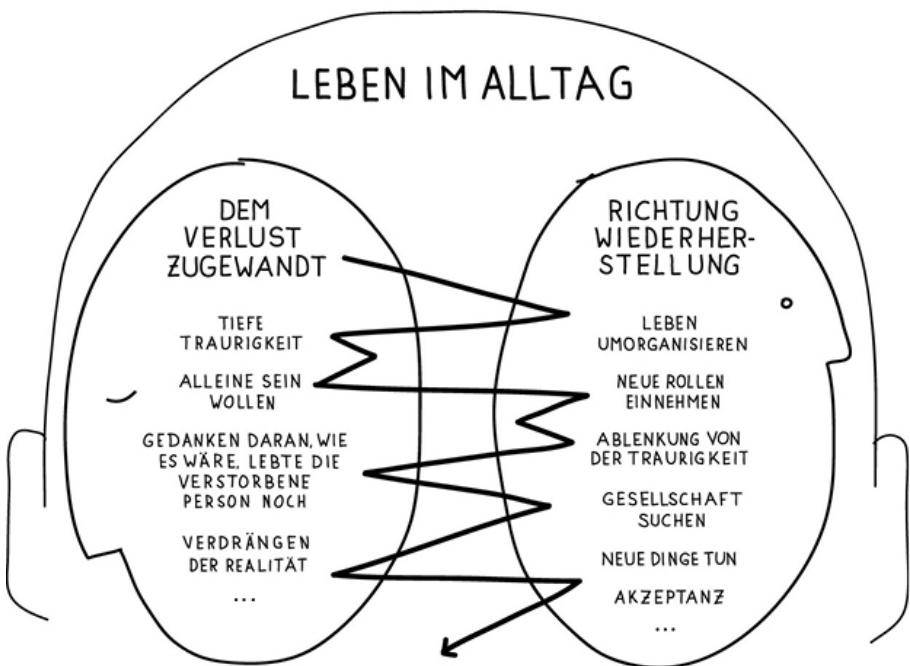 LEBEN IM ALLTAG
DEM
VERLUST
ZUGEWANDT
TIEFE
TRAURIGKEIT
ALLEINE SEIN
WOLLEN
GEDANKEN DARAN, WIE
ES WÄRE, LEBTE DIE
VERSTORBENE
PERSON NOCH
VERDRÄNGEN
DER REALITÄT
...
RICHTUNG
WIEDERHER-
STELLUNG
LEBEN
UMORGANISIEREN
NEUE ROLLEN
EINNEHMEN
ABLENKUNG VON
DER TRAURIGKEIT
GESELLSCHAFT
SUCHEN
NEUE DINGE TUN
AKZEPTANZ
...